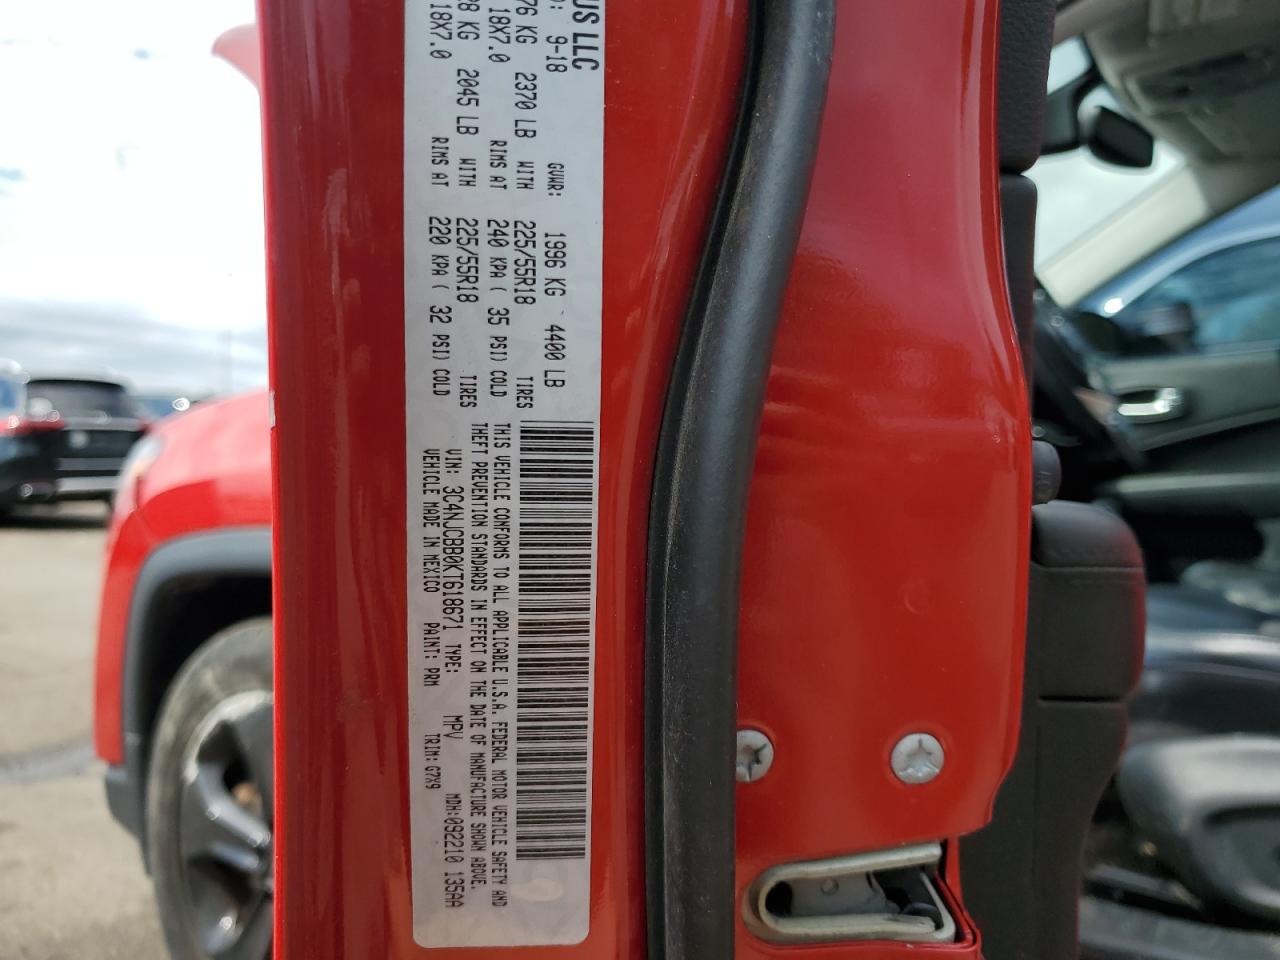 US LLC
: 9-18 GVWR: 1996 KG 4400 LB
76 KG 2370 LB WITH 225/55R18 TIRES
18X7.0 RIMS AT 240 KPA ( 35 PSI) COLD
28 KG 2045 LB WITH 225/55R18 TIRES
18X7.0 RIMS AT 220 KPA ( 32 PSI) COLD
THIS VEHICLE CONFORMS TO ALL APPLICABLE U.S.A. FEDERAL MOTOR VEHICLE SAFETY AND
THEFT PREVENTION STANDARDS IN EFFECT ON THE DATE OF MANUFACTURE SHOWN ABOVE.
VIN: 3C4NJCBB0KT618671 TYPE: MPV MDH:092210 135AA
VEHICLE MADE IN MEXICO PAINT: PRM TRIM: G7X9